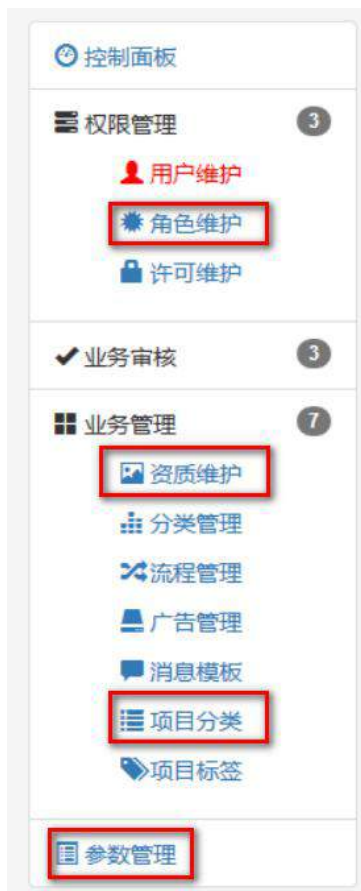 控制面板
权限管理 3
用户维护
角色维护
许可维护
业务审核 3
业务管理 7
资质维护
分类管理
流程管理
广告管理
消息模板
项目分类
项目标签
参数管理